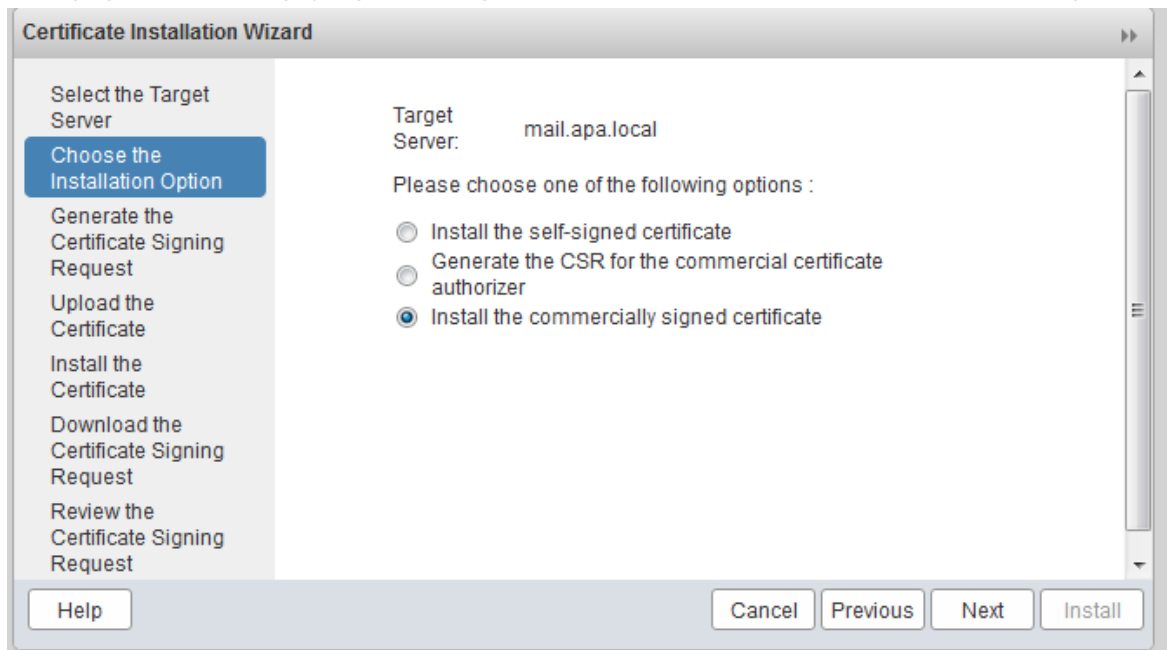 Certificate Installation Wizard
Select the Target
Server
Choose the
Installation Option
Generate the
Certificate Signing
Request
Upload the
Certificate
Install the
Certificate
Download the
Certificate Signing
Request
Review the
Certificate Signing
Request
Target
Server:
mail.apa.local
Please choose one of the following options :
Install the self-signed certificate
Generate the CSR for the commercial certificate
authorizer
Install the commercially signed certificate
Help
Cancel
Previous
Next
Install